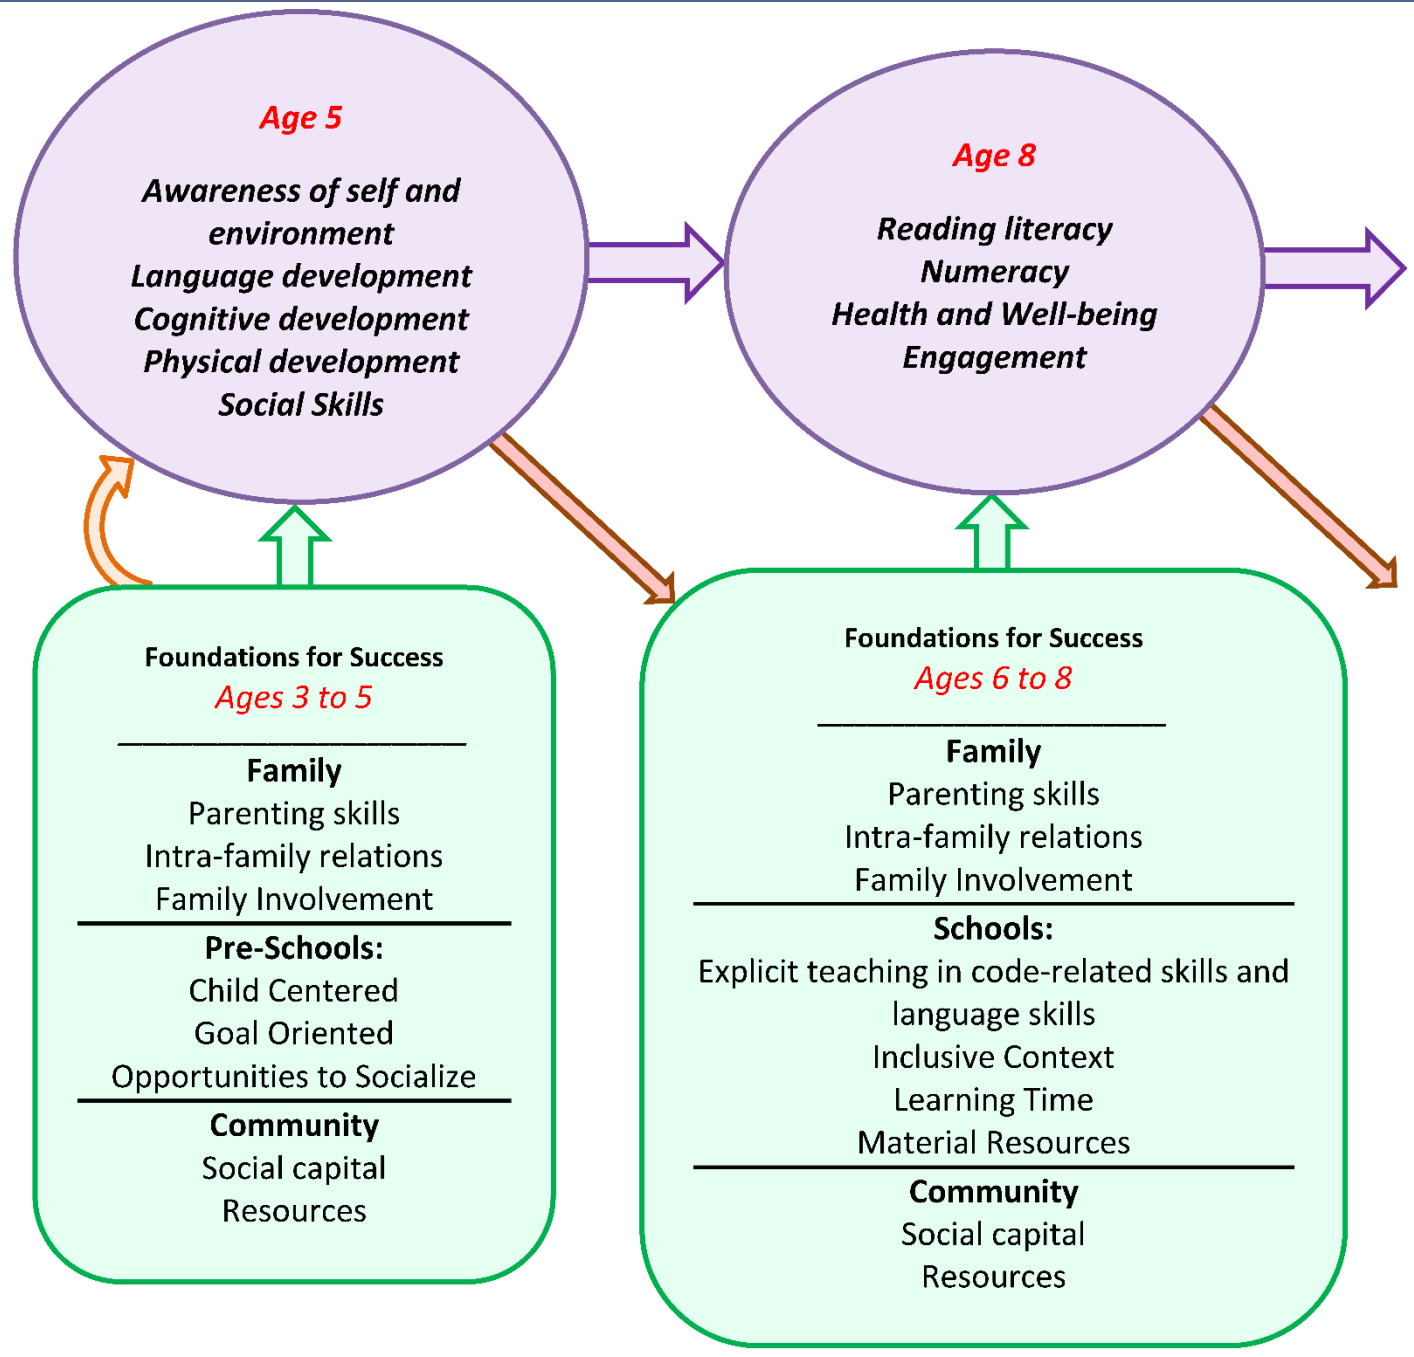 Age 5
Awareness of self and
environment
Language development
Cognitive development
Physical development
Social Skills
Age 8
Reading literacy
Numeracy
Health and Well-being
Engagement
Foundations for Success
Ages 3 to 5
Family
Parenting skills
Intra-family relations
Family Involvement
Pre-Schools:
Child Centered
Goal Oriented
Opportunities to Socialize
Community
Social capital
Resources
Foundations for Success
Ages 6 to 8
Family
Parenting skills
Intra-family relations
Family Involvement
Schools:
Explicit teaching in code-related skills and
language skills
Inclusive Context
Learning Time
Material Resources
Community
Social capital
Resources